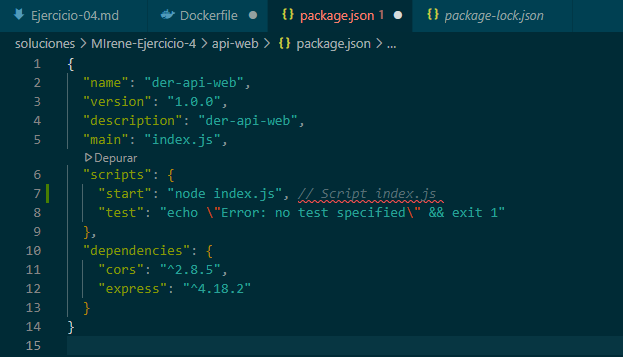 Ejercicio-04.md Dockerfile package.json 1 package-lock.json
soluciones > MIrene-Ejercicio-4 > api-web > {} package.json > ...
1 {
2 "name": "der-api-web",
3 "version": "1.0.0",
4 "description": "der-api-web",
5 "main": "index.js",
Depurar
6 "scripts": {
7 "start": "node index.js", // Script index.js
8 "test": "echo \"Error: no test specified\" && exit 1"
9 },
10 "dependencies": {
11 "cors": "^2.8.5",
12 "express": "^4.18.2"
13 }
14 }
15